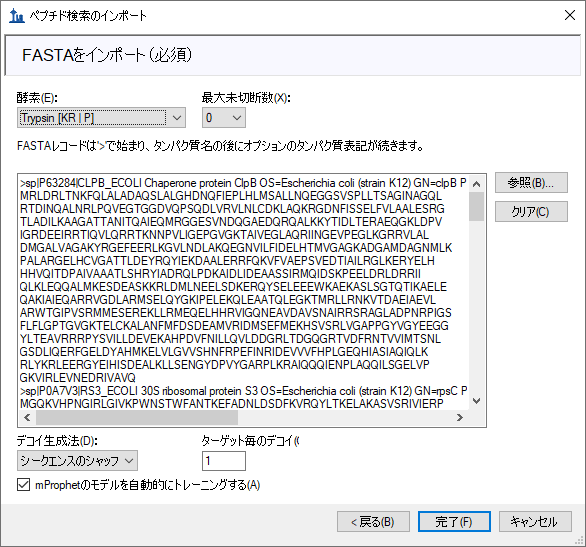 ペプチド検索のインポート
FASTAをインポート（必須）
酵素(E):
最大未切断数(X):
Trypsin [KR | P]
0
FASTAレコードは'>'で始まり、タンパク質名の後にオプションのタンパク質表記が続きます。
>sp|P63284|CLPB_ECOLI Chaperone protein ClpB OS=Escherichia coli (strain K12) GN=clpB P
MRLDRLTNKFQLALADAQSLALGHDNQFIEPLHLMSALLNQEGGSVSPLLTSAGINAGQL
RTDINQALNRLPQVEGTGGDVQPSQDLVRVLNLCDKLAQKRGDNFISSELFVLAALESRG
TLADILKAAGATTANITQAIEQMRGGESVNDQGAEDQRQALKKYTIDLTERAEQGKLDPV
IGRDEEIRRTIQVLQRRTKNNPVLIGEPGVGKTAIVEGLAQRIINGEVPEGLKGRRVLAL
DMGALVAGAKYRGEFEERLKGVLNDLAKQEGNVILFIDELHTMVGAGKADGAMDAGNMLK
PALARGELHCVGATTLDEYRQYIEKDAALERRFQKVFVAEPSVEDTIAILRGLKERYELH
HHVQITDPAIVAAATLSHRYIADRQLPDKAIDLIDEAASSIRMQIDSKPEELDRLDRRII
QLKLEQQALMKESDEASKKRLDMLNEELSDKERQYSELEEEWKAEKASLSGTQTIKAELE
QAKIAIEQARRVGDLARMSELQYGKIPELEKQLEAATQLEGKTMRLLRNKVTDAEIAEVL
ARWTGIPVSRMMESEREKLLRMEQELHHRVIGQNEAVDAVSNAIRRSRAGLADPNRPIGS
FLFLGPTGVGKTELCKALANFMFDSDEAMVRIDMSEFMEKHSVSRLVGAPPGYVGYEEGG
YLTEAVRRRPYSVILLDEVEKAHPDVFNILLQVLDDGRLTDGQGRTVDFRNTVVIMTSNL
GSDLIQERFGELDYAHMKELVLGVVSHNFRPEFINRIDEVVVFHPLGEQHIASIAQIQLK
RLYKRLEERGYEIHISDEALKLLSENGYDPVYGARPLKRAIQQQIENPLAQQILSGELVP
GKVIRLEVNEDRIVAVQ
>sp|P0A7V3|RS3_ECOLI 30S ribosomal protein S3 OS=Escherichia coli (strain K12) GN=rpsC P
MGQKVHPNGIRLGIVKPWNSTWFANTKEFADNLDSDFKVRQYLTKELAKASVSRIVIERP
参照(B)...
クリア(C)
デコイ生成法(D):
ターゲット毎のデコイ(
シークエンスのシャッフ
1
mProphetのモデルを自動的にトレーニングする(A)
< 戻る(B)
完了(F)
キャンセル